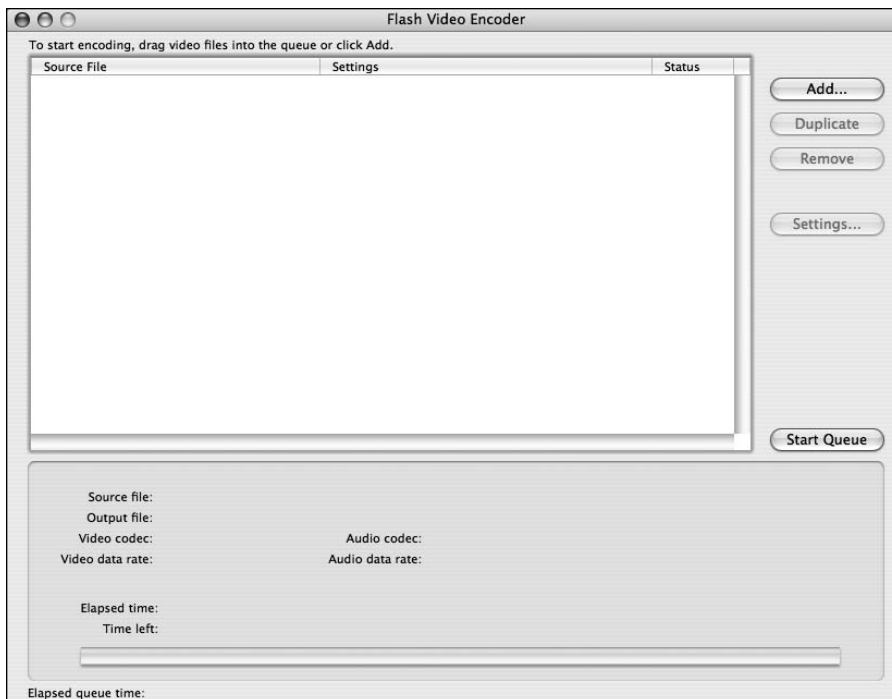 Flash Video Encoder
To start encoding, drag video files into the queue or click Add.
Source File Settings Status
Add...
Duplicate
Remove
Settings...
Start Queue
Source file:
Output file:
Video codec: Audio codec:
Video data rate: Audio data rate:
Elapsed time:
Time left:
Elapsed queue time: